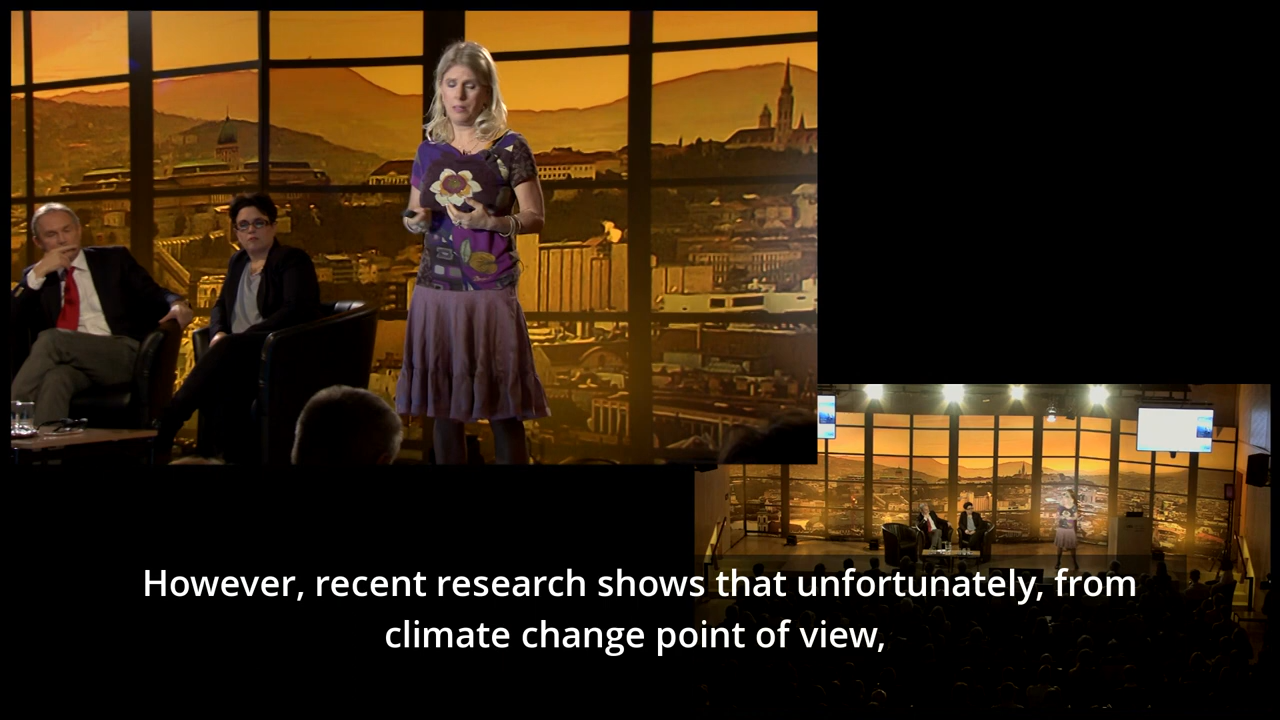 However, recent research shows that unfortunately, from
climate change point of view,